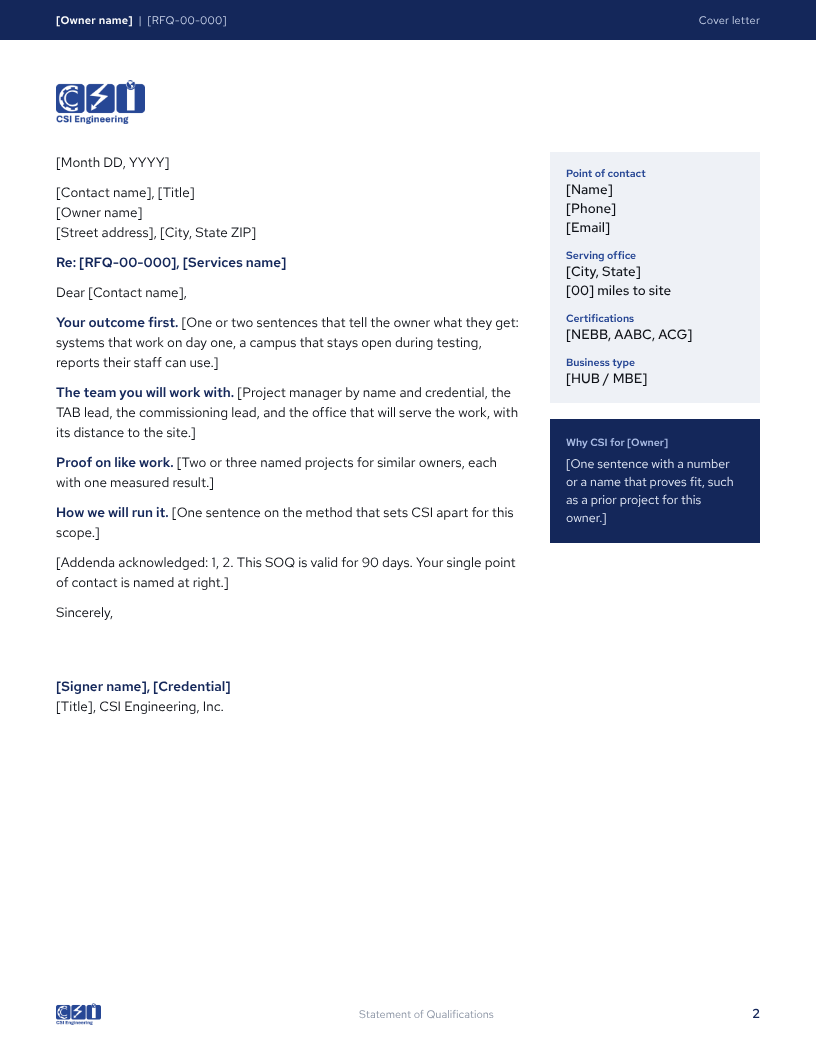 [Owner name] | [RFQ-00-000]
Cover letter
CSI
CSI Engineering
[Month DD, YYYY]
[Contact name], [Title]
[Owner name]
[Street address], [City, State ZIP]
Re: [RFQ-00-000], [Services name]
Dear [Contact name],
Your outcome first. [One or two sentences that tell the owner what they get:
systems that work on day one, a campus that stays open during testing,
reports their staff can use.]
The team you will work with. [Project manager by name and credential, the
TAB lead, the commissioning lead, and the office that will serve the work, with
its distance to the site.]
Proof on like work. [Two or three named projects for similar owners, each
with one measured result.]
How we will run it. [One sentence on the method that sets CSI apart for this
scope.]
[Addenda acknowledged: 1, 2. This SOQ is valid for 90 days. Your single point
of contact is named at right.]
Sincerely,
[Signer name], [Credential]
[Title], CSI Engineering, Inc.
Point of contact
[Name]
[Phone]
[Email]
Serving office
[City, State]
[00] miles to site
Certifications
[NEBB, AABC, ACG]
Business type
[HUB / MBE]
Why CSI for [Owner]
[One sentence with a number
or a name that proves fit, such
as a prior project for this
owner.]
CSI
CSI Engineering
Statement of Qualifications
2